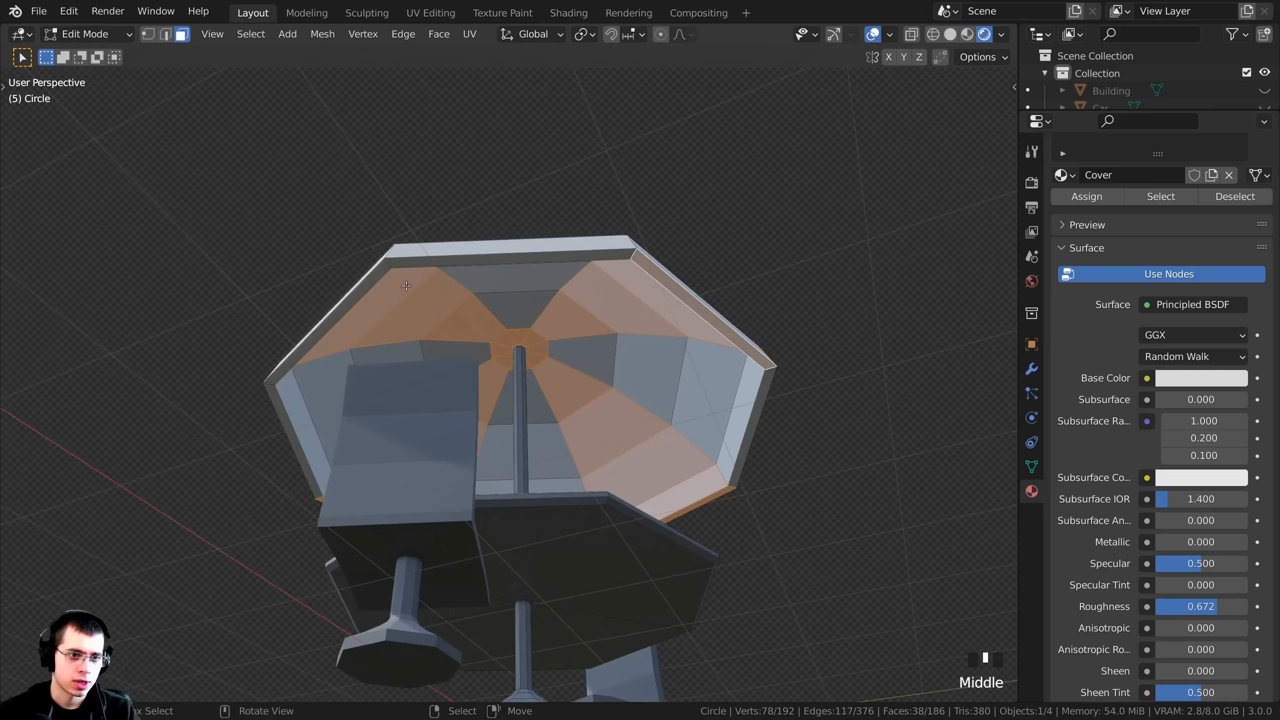 File Edit Render Window Help Layout Modeling Sculpting UV Editing Texture Paint Shading Animation Rendering Compositing Scene View Layer
Edit Mode View Select Add Mesh Vertex Edge Face UV Global
X Y Z Options
User Perspective
(5) Circle
Scene Collection
Collection
Building
Car
Cover
Assign Select Deselect
Preview
Surface
Use Nodes
Surface Principled BSDF
GGX
Random Walk
Base Color
Subsurface 0.000
Subsurface Ra... 1.000
0.200
0.100
Subsurface Co...
Subsurface IOR 1.400
Subsurface An... 0.000
Metallic 0.000
Specular 0.500
Specular Tint 0.000
Roughness 0.672
Anisotropic 0.000
Anisotropic Ro... 0.000
Sheen 0.000
Sheen Tint 0.500
Middle
Select Rotate View Select Move Circle | Verts:78/192 | Edges:117/376 | Faces:38/186 | Tris:380 | Objects:1/4 | Memory: 54.0 MiB | VRAM: 2.8/8.0 GiB | 3.0.0